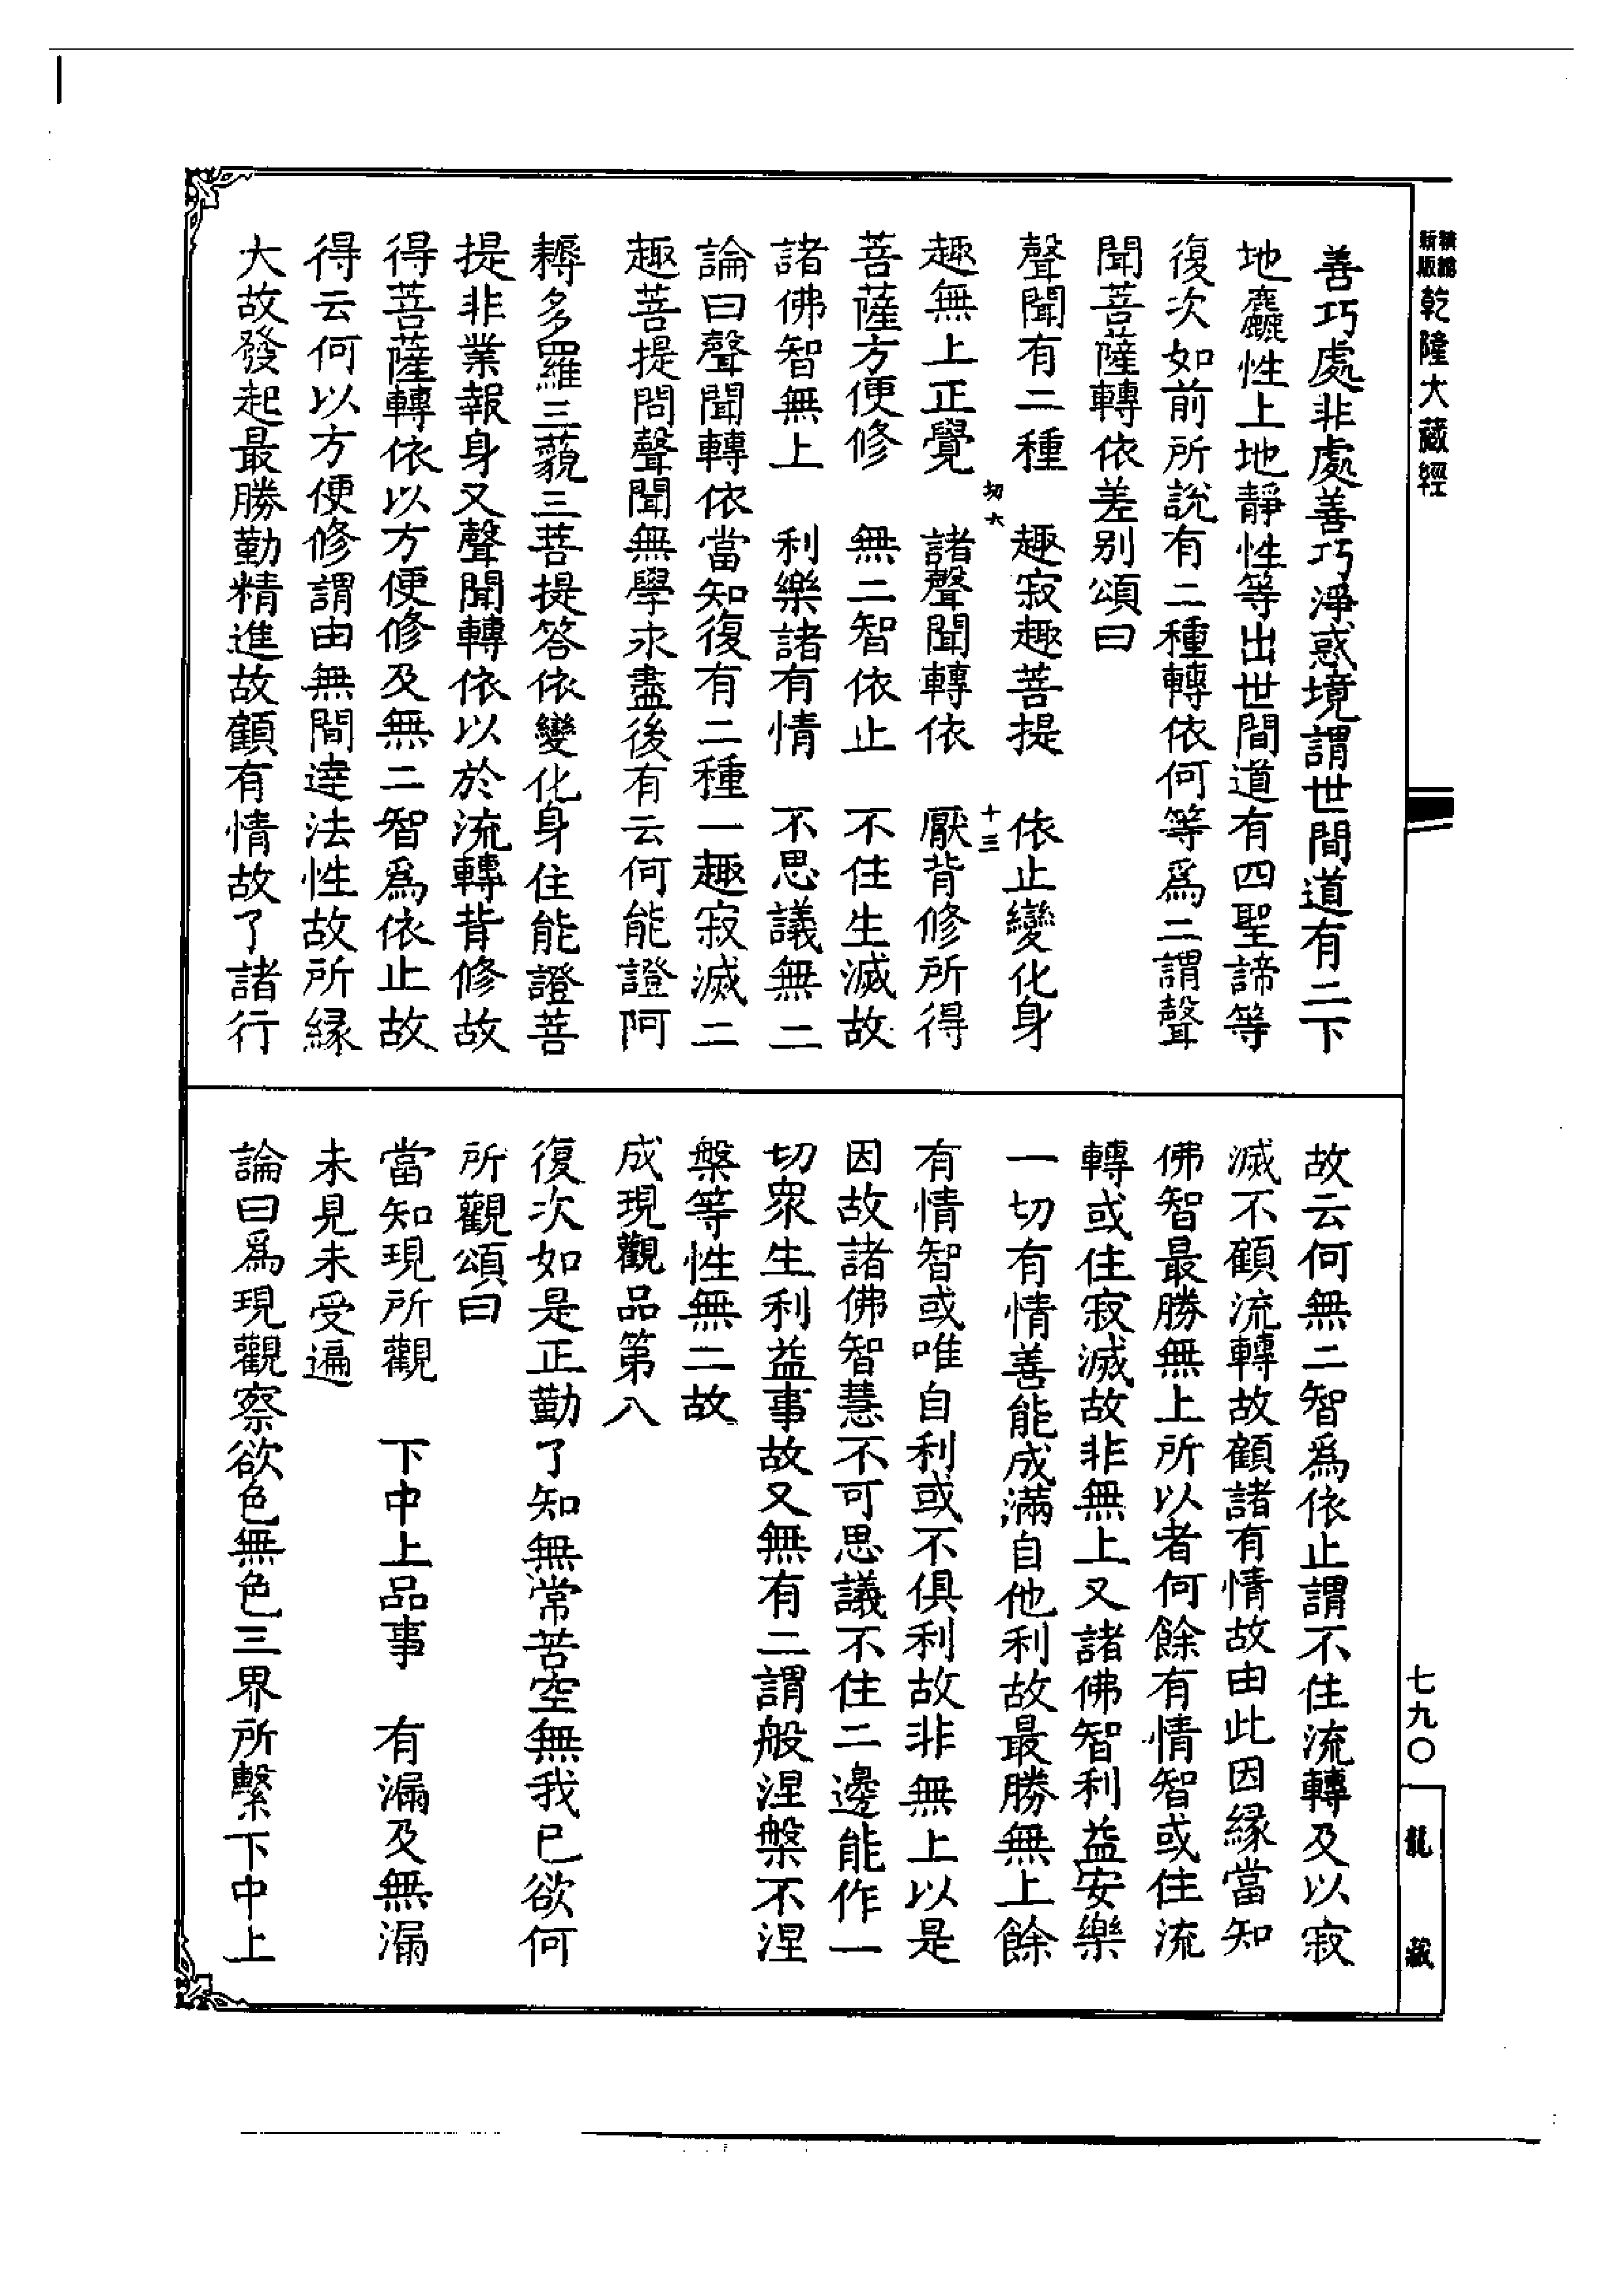 乾隆大藏經
善巧處非處善巧淨惑境謂世間道有二下
地麤性上地靜性等出世間道有四聖諦等
復次如前所說有二種轉依何等爲二謂聲
聞菩薩轉依差别頌曰
聲聞有二種 趣寂趣菩提 依止變化身
切六 十三
趣無上正覺 諸聲聞轉依 厭背修所得
菩薩方便修 無二智依止 不住生滅故
諸佛智無上 利樂諸有情 不思議無二
論曰聲聞轉依當知復有二種一趣寂滅二
趣菩提問聲聞無學永盡後有云何能證阿
耨多羅三藐三菩提答依變化身住能證菩
提非業報身又聲聞轉依以於流轉背修故
得菩薩轉依以方便修及無二智爲依止故
得云何以方便修謂由無間達法性故所緣
大故發起最勝勤精進故顧有情故了諸行
故云何無二智爲依止謂不住流轉及以寂
滅不顧流轉故顧諸有情故由此因緣當知
佛智最勝無上所以者何餘有情智或住流
轉或住寂滅故非無上又諸佛智利益安樂
一切有情善能成滿自他利故最勝無上餘
有情智或唯自利或不俱利故非無上以是
因故諸佛智慧不可思議不住二邊能作一
切眾生利益事故又無有二謂般涅槃不涅
槃等性無二故
成現觀品第八
復次如是正勤了知無常苦空無我已欲何
所觀頌曰
當知現所觀 下中上品事 有漏及無漏
未見未受遍
論曰爲現觀察欲色無色三界所繫下中上
七九〇
龍藏